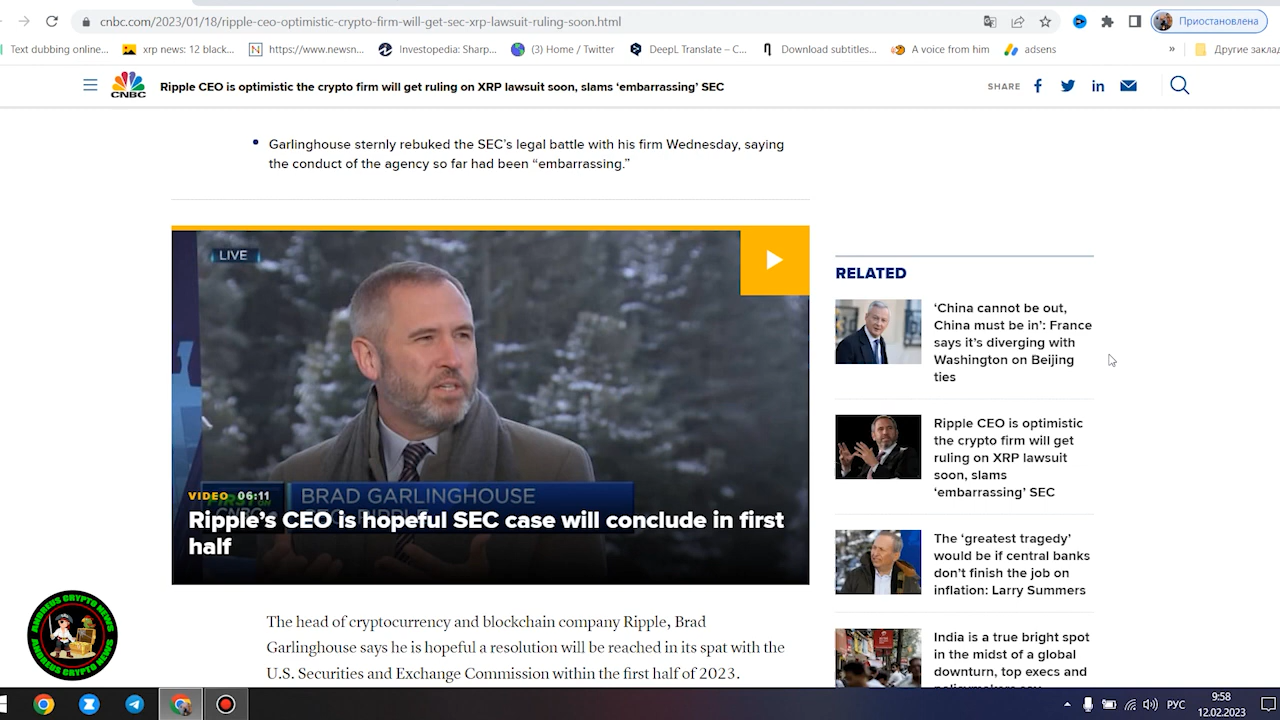 cnbc.com/2023/01/18/ripple-ceo-optimistic-crypto-firm-will-get-sec-xrp-lawsuit-ruling-soon.html
Приостановлена
Text dubbing online...
xrp news: 12 black...
https://www.newsn...
Investopedia: Sharp...
(3) Home / Twitter
DeepL Translate – C...
Download subtitles...
A voice from him
adsens
»
Другие закла
CNBC
Ripple CEO is optimistic the crypto firm will get ruling on XRP lawsuit soon, slams ‘embarrassing’ SEC
SHARE
Garlinghouse sternly rebuked the SEC’s legal battle with his firm Wednesday, saying
the conduct of the agency so far had been “embarrassing.”
LIVE
VIDEO 06:11
BRAD GARLINGHOUSE
Ripple’s CEO is hopeful SEC case will conclude in first
half
The head of cryptocurrency and blockchain company Ripple, Brad
Garlinghouse says he is hopeful a resolution will be reached in its spat with the
U.S. Securities and Exchange Commission within the first half of 2023.
RELATED
‘China cannot be out,
China must be in’: France
says it’s diverging with
Washington on Beijing
ties
Ripple CEO is optimistic
the crypto firm will get
ruling on XRP lawsuit
soon, slams
‘embarrassing’ SEC
The ‘greatest tragedy’
would be if central banks
don’t finish the job on
inflation: Larry Summers
India is a true bright spot
in the midst of a global
downturn, top execs and
ANDREUS CRYPTO NEWS
ANDREUS CRYPTO NEWS
РУС
9:58
12.02.2023